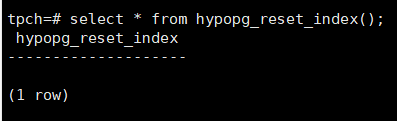 tpch=# select * from hypopg_reset_index();
 hypopg_reset_index
--------------------

(1 row)